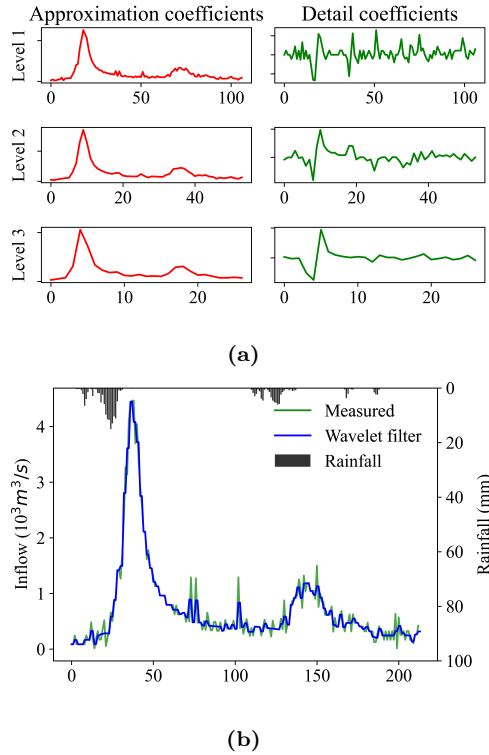 Approximation coefficients Detail coefficients
Level 1
0 50 100 0 50 100
Level 2
0 20 40 0 20 40
Level 3
0 10 20 0 10 20
(a)
Inflow (10³m³/s)
4
3
2
1
0
Measured
Wavelet filter
Rainfall
0
20
40
60
80
100
Rainfall (mm)
0 50 100 150 200
(b)